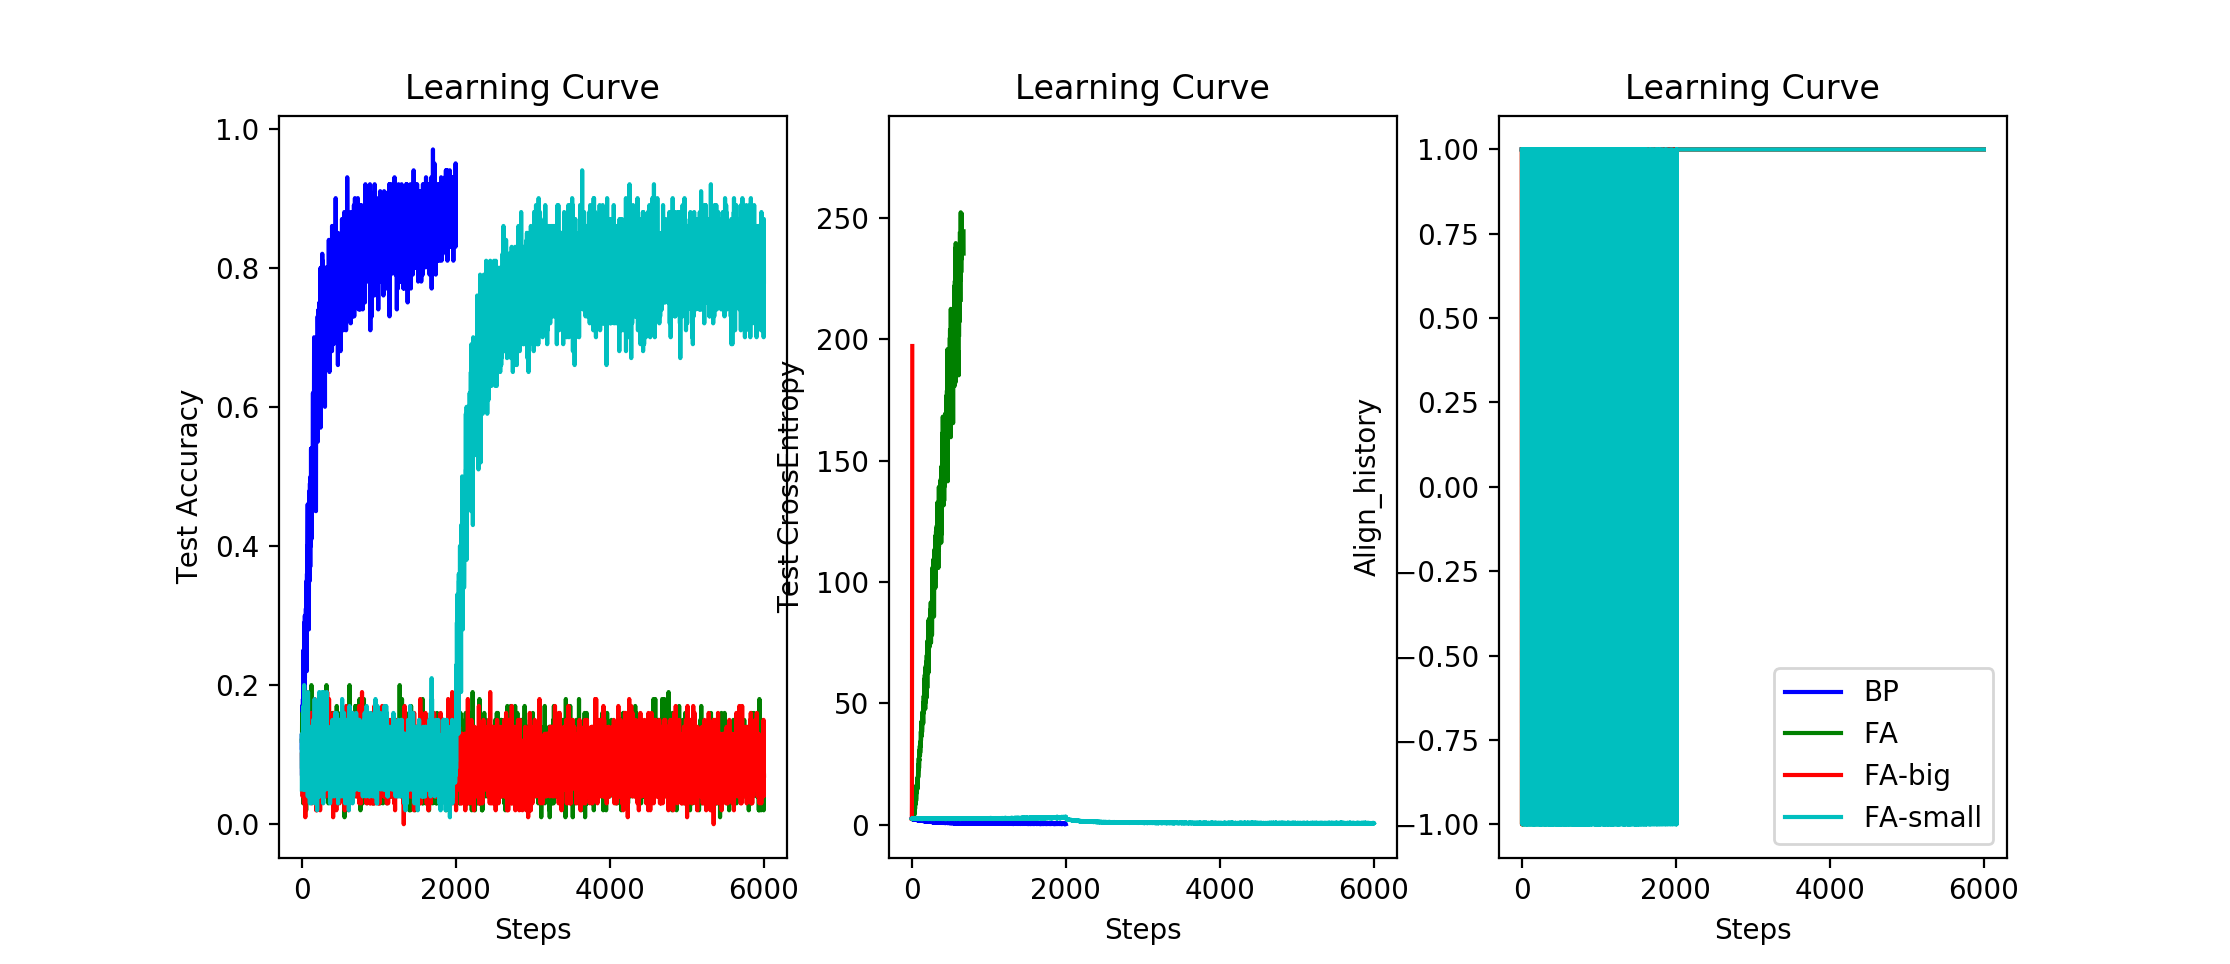 Learning Curve
1.0
0.8
0.6
0.4
0.2
0.0
Test Accuracy
0
2000
4000
6000
Steps
Learning Curve
250
200
150
100
50
0
Test CrossEntropy
0
2000
4000
6000
Steps
Learning Curve
1.00
0.75
0.50
0.25
0.00
−0.25
−0.50
−0.75
−1.00
Align_history
0
2000
4000
6000
Steps
BP
FA
FA-big
FA-small